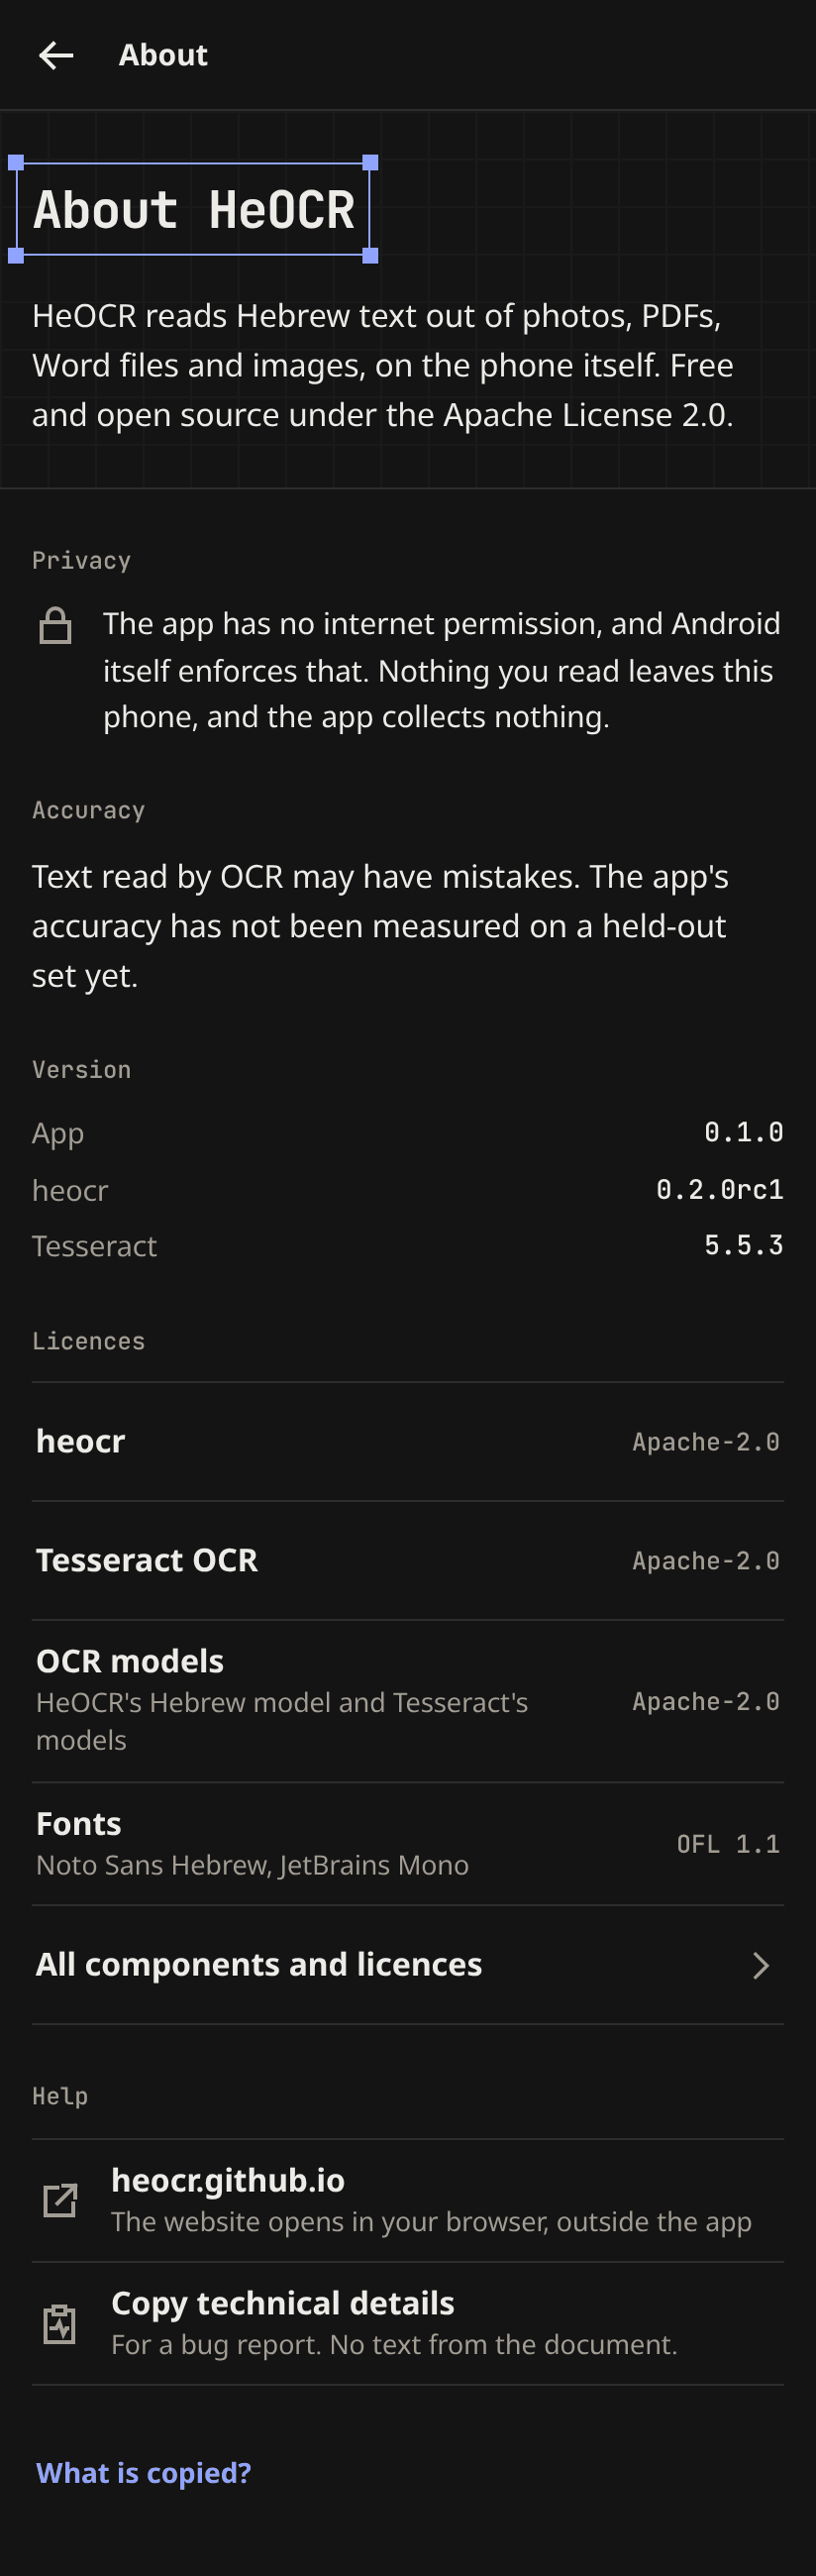 About
About HeOCR
HeOCR reads Hebrew text out of photos, PDFs,
Word files and images, on the phone itself. Free
and open source under the Apache License 2.0.
Privacy
The app has no internet permission, and Android
itself enforces that. Nothing you read leaves this
phone, and the app collects nothing.
Accuracy
Text read by OCR may have mistakes. The app's
accuracy has not been measured on a held-out
set yet.
Version
App 0.1.0
heocr 0.2.0rc1
Tesseract 5.5.3
Licences
heocr Apache-2.0
Tesseract OCR Apache-2.0
OCR models
HeOCR's Hebrew model and Tesseract's Apache-2.0
models
Fonts
Noto Sans Hebrew, JetBrains Mono OFL 1.1
All components and licences
Help
heocr.github.io
The website opens in your browser, outside the app
Copy technical details
For a bug report. No text from the document.
What is copied?